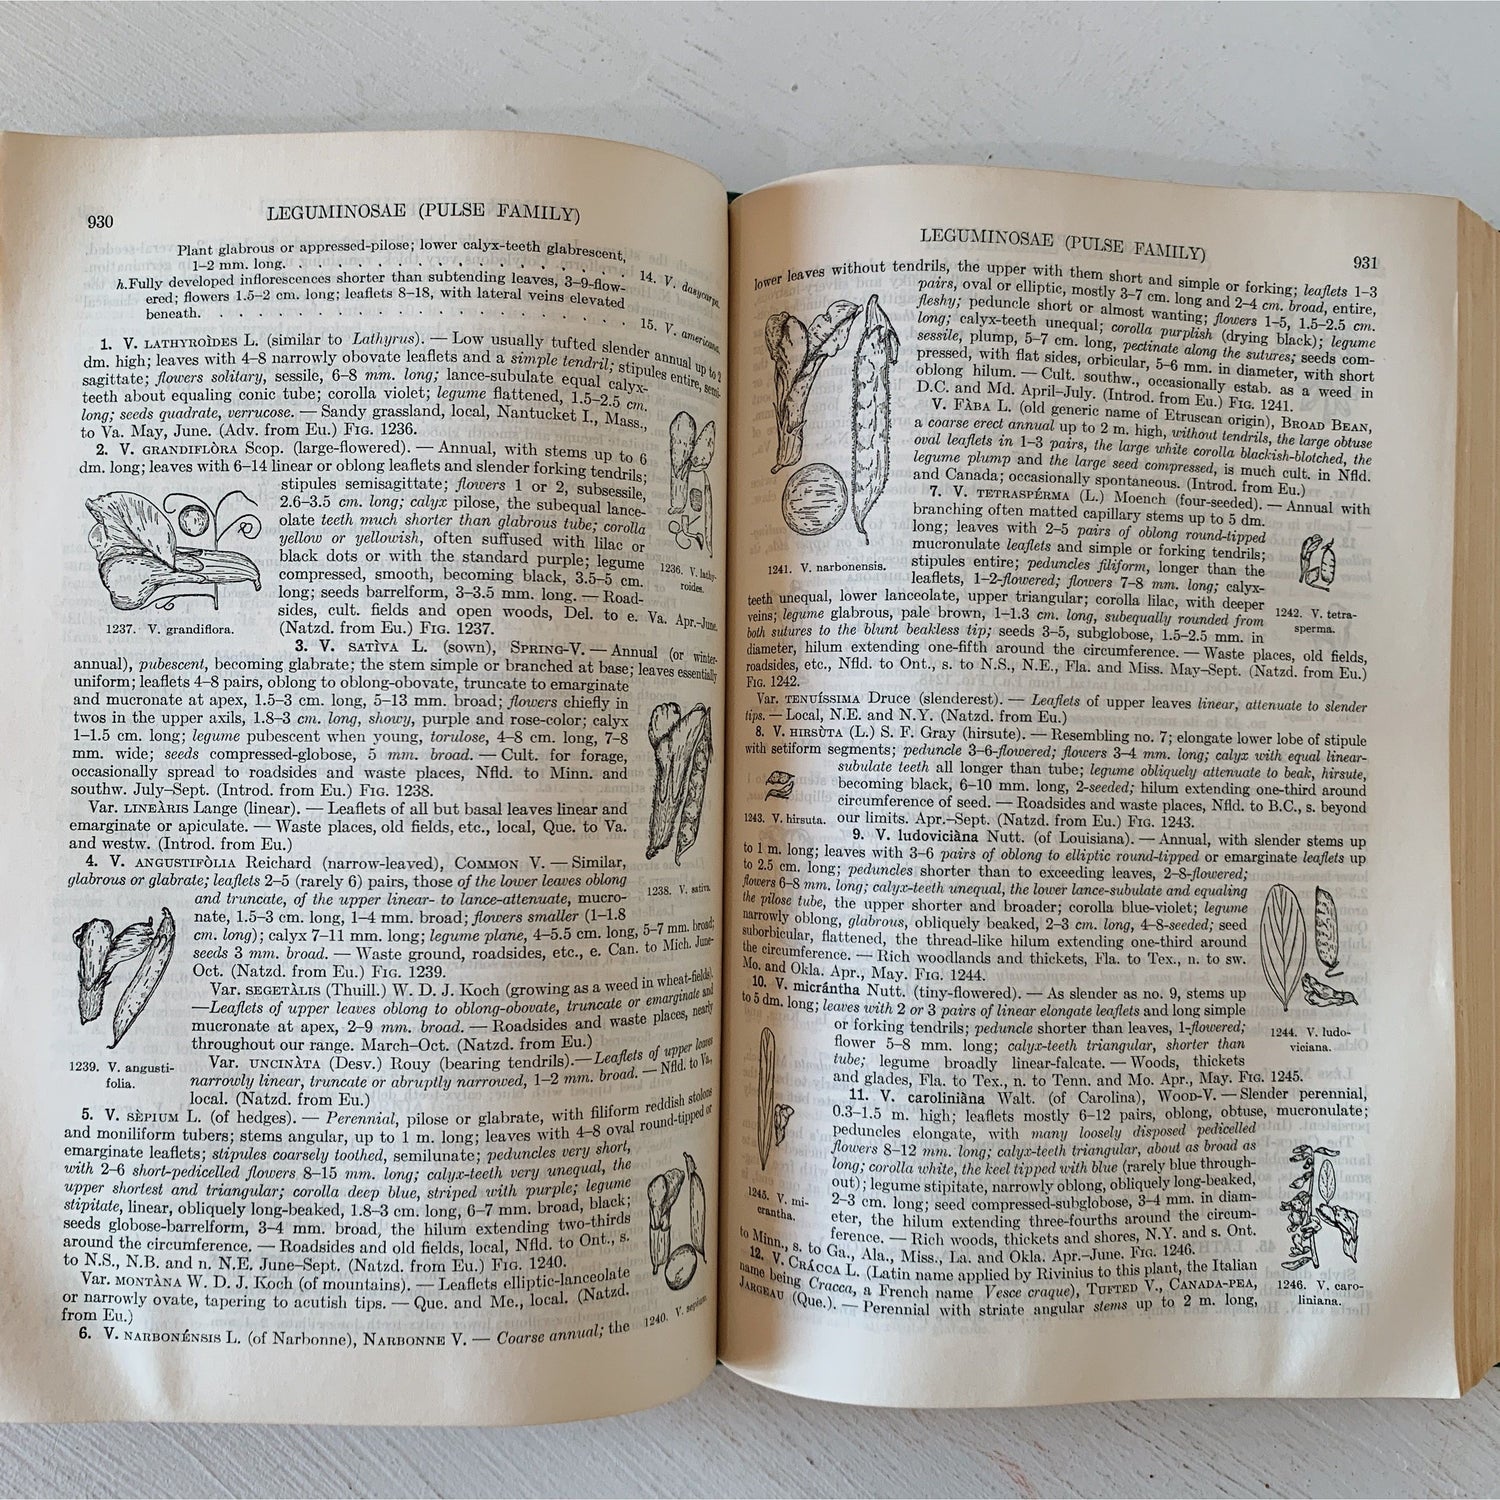 930
LEGUMINOSAE (PULSE FAMILY)
Plant glabrous or appressed-pilose; lower calyx-teeth glabrescent,
1–2 mm. long. . . . . . . . . . . . . . 14. V. dasycarpa.
h. Fully developed inflorescences shorter than subtending leaves, 3–9-flow-
ered; flowers 1.5–2 cm. long; leaflets 8–18, with lateral veins elevated
beneath. . . . . . . . . . . . . . . . 15. V. americana.
1. V. LATHYROÌDES L. (similar to Lathyrus). — Low usually tufted slender annual up to 2
dm. high; leaves with 4–8 narrowly obovate leaflets and a simple tendril; stipules entire, semi-
sagittate; flowers solitary, sessile, 6–8 mm. long; lance-subulate equal calyx-
teeth about equaling conic tube; corolla violet; legume flattened, 1.5–2.5 cm.
long; seeds quadrate, verrucose. — Sandy grassland, local, Nantucket I., Mass.,
to Va. May, June. (Adv. from Eu.) FIG. 1236.
2. V. GRANDIFLÒRA Scop. (large-flowered). — Annual, with stems up to 6
dm. long; leaves with 6–14 linear or oblong leaflets and slender forking tendrils;
stipules semisagittate; flowers 1 or 2, subsessile,
2.6–3.5 cm. long; calyx pilose, the subequal lance-
olate teeth much shorter than glabrous tube; corolla
yellow or yellowish, often suffused with lilac or
black dots or with the standard purple; legume
compressed, smooth, becoming black, 3.5–5 cm.
long; seeds barrelform, 3–3.5 mm. long. — Road-
sides, cult. fields and open woods, Del. to e. Va. Apr.–June.
(Natzd. from Eu.) FIG. 1237.
1236. V. lathy-
roides.
1237. V. grandiflora.
3. V. SATÌVA L. (sown), SPRING-V. — Annual (or winter-
annual), pubescent, becoming glabrate; the stem simple or branched at base; leaves essentially
uniform; leaflets 4–8 pairs, oblong to oblong-obovate, truncate to emarginate
and mucronate at apex, 1.5–3 cm. long, 5–13 mm. broad; flowers chiefly in
twos in the upper axils, 1.8–3 cm. long, showy, purple and rose-color; calyx
1–1.5 cm. long; legume pubescent when young, torulose, 4–8 cm. long, 7–8
mm. wide; seeds compressed-globose, 5 mm. broad. — Cult. for forage,
occasionally spread to roadsides and waste places, Nfld. to Minn. and
southw. July–Sept. (Introd. from Eu.) FIG. 1238.
Var. LINEÀRIS Lange (linear). — Leaflets of all but basal leaves linear and
emarginate or apiculate. — Waste places, old fields, etc., local, Que. to Va.
and westw. (Introd. from Eu.)
4. V. ANGUSTIFÒLIA Reichard (narrow-leaved), COMMON V. — Similar,
glabrous or glabrate; leaflets 2–5 (rarely 6) pairs, those of the lower leaves oblong
and truncate, of the upper linear- to lance-attenuate, mucro-
nate, 1.5–3 cm. long, 1–4 mm. broad; flowers smaller (1–1.8
cm. long); calyx 7–11 mm. long; legume plane, 4–5.5 cm. long, 5–7 mm. broad;
seeds 3 mm. broad. — Waste ground, roadsides, etc., e. Can. to Mich. June–
Oct. (Natzd. from Eu.) FIG. 1239.
1238. V. sativa.
Var. SEGETÀLIS (Thuill.) W. D. J. Koch (growing as a weed in wheat-fields).
—Leaflets of upper leaves oblong to oblong-obovate, truncate or emarginate and
mucronate at apex, 2–9 mm. broad. — Roadsides and waste places, nearly
throughout our range. March–Oct. (Natzd. from Eu.)
Var. UNCINÀTA (Desv.) Rouy (bearing tendrils).—Leaflets of upper leaves
narrowly linear, truncate or abruptly narrowed, 1–2 mm. broad. — Nfld. to Va.,
local. (Natzd. from Eu.)
1239. V. angusti-
folia.
5. V. SÈPIUM L. (of hedges). — Perennial, pilose or glabrate, with filiform reddish stolons
and moniliform tubers; stems angular, up to 1 m. long; leaves with 4–8 oval round-tipped or
emarginate leaflets; stipules coarsely toothed, semilunate; peduncles very short,
with 2–6 short-pedicelled flowers 8–15 mm. long; calyx-teeth very unequal, the
upper shortest and triangular; corolla deep blue, striped with purple; legume
stipitate, linear, obliquely long-beaked, 1.8–3 cm. long, 6–7 mm. broad, black;
seeds globose-barrelform, 3–4 mm. broad, the hilum extending two-thirds
around the circumference. — Roadsides and old fields, local, Nfld. to Ont., s.
to N.S., N.B. and n. N.E. June–Sept. (Natzd. from Eu.) FIG. 1240.
Var. MONTÀNA W. D. J. Koch (of mountains). — Leaflets elliptic-lanceolate
or narrowly ovate, tapering to acutish tips. — Que. and Me., local. (Natzd.
from Eu.)
1240. V. sepium.
6. V. NARBONÉNSIS L. (of Narbonne), NARBONNE V. — Coarse annual; the
LEGUMINOSAE (PULSE FAMILY)
931
lower leaves without tendrils, the upper with them short and simple or forking; leaflets 1–3
pairs, oval or elliptic, mostly 3–7 cm. long and 2–4 cm. broad, entire,
fleshy; peduncle short or almost wanting; flowers 1–5, 1.5–2.5 cm.
long; calyx-teeth unequal; corolla purplish (drying black); legume
sessile, plump, 5–7 cm. long, pectinate along the sutures; seeds com-
pressed, with flat sides, orbicular, 5–6 mm. in diameter, with short
oblong hilum. — Cult. southw., occasionally estab. as a weed in
D.C. and Md. April–July. (Introd. from Eu.) FIG. 1241.
V. FÀBA L. (old generic name of Etruscan origin), BROAD BEAN,
a coarse erect annual up to 2 m. high, without tendrils, the large obtuse
oval leaflets in 1–3 pairs, the large white corolla blackish-blotched, the
legume plump and the large seed compressed, is much cult. in Nfld.
and Canada; occasionally spontaneous. (Introd. from Eu.)
1241. V. narbonensis.
7. V. TETRASPÉRMA (L.) Moench (four-seeded). — Annual with
branching often matted capillary stems up to 5 dm.
long; leaves with 2–5 pairs of oblong round-tipped
mucronulate leaflets and simple or forking tendrils;
stipules entire; peduncles filiform, longer than the
leaflets, 1–2-flowered; flowers 7–8 mm. long; calyx-
teeth unequal, lower lanceolate, upper triangular; corolla lilac, with deeper
veins; legume glabrous, pale brown, 1–1.3 cm. long, subequally rounded from
both sutures to the blunt beakless tip; seeds 3–5, subglobose, 1.5–2.5 mm. in
diameter, hilum extending one-fifth around the circumference. — Waste places, old fields,
roadsides, etc., Nfld. to Ont., s. to N.S., N.E., Fla. and Miss. May–Sept. (Natzd. from Eu.)
FIG. 1242.
1242. V. tetra-
sperma.
Var. TENUÍSSIMA Druce (slenderest). — Leaflets of upper leaves linear, attenuate to slender
tips. — Local, N.E. and N.Y. (Natzd. from Eu.)
8. V. HIRSÙTA (L.) S. F. Gray (hirsute). — Resembling no. 7; elongate lower lobe of stipule
with setiform segments; peduncle 3–6-flowered; flowers 3–4 mm. long; calyx with equal linear-
subulate teeth all longer than tube; legume obliquely attenuate to beak, hirsute,
becoming black, 6–10 mm. long, 2-seeded; hilum extending one-third around
circumference of seed. — Roadsides and waste places, Nfld. to B.C., s. beyond
our limits. Apr.–Sept. (Natzd. from Eu.) FIG. 1243.
1243. V. hirsuta.
9. V. ludoviciàna Nutt. (of Louisiana). — Annual, with slender stems up
to 1 m. long; leaves with 3–6 pairs of oblong to elliptic round-tipped or emarginate leaflets up
to 2.5 cm. long; peduncles shorter than to exceeding leaves, 2–8-flowered;
flowers 6–8 mm. long; calyx-teeth unequal, the lower lance-subulate and equaling
the pilose tube, the upper shorter and broader; corolla blue-violet; legume
narrowly oblong, glabrous, obliquely beaked, 2–3 cm. long, 4–8-seeded; seed
suborbicular, flattened, the thread-like hilum extending one-third around
the circumference. — Rich woodlands and thickets, Fla. to Tex., n. to sw.
Mo. and Okla. Apr., May. FIG. 1244.
10. V. micrántha Nutt. (tiny-flowered). — As slender as no. 9, stems up
to 5 dm. long; leaves with 2 or 3 pairs of linear elongate leaflets and long simple
or forking tendrils; peduncle shorter than leaves, 1-flowered;
flower 5–8 mm. long; calyx-teeth triangular, shorter than
tube; legume broadly linear-falcate. — Woods, thickets
and glades, Fla. to Tex., n. to Tenn. and Mo. Apr., May. FIG. 1245.
1244. V. ludo-
viciana.
11. V. caroliniàna Walt. (of Carolina), WOOD-V. — Slender perennial,
0.3–1.5 m. high; leaflets mostly 6–12 pairs, oblong, obtuse, mucronulate;
peduncles elongate, with many loosely disposed pedicelled
flowers 8–12 mm. long; calyx-teeth triangular, about as broad as
long; corolla white, the keel tipped with blue (rarely blue through-
out); legume stipitate, narrowly oblong, obliquely long-beaked,
2–3 cm. long; seed compressed-subglobose, 3–4 mm. in diam-
eter, the hilum extending three-fourths around the circum-
ference. — Rich woods, thickets and shores, N.Y. and s. Ont.
to Minn., s. to Ga., Ala., Miss., La. and Okla. Apr.–June. FIG. 1246.
1245. V. mi-
crantha.
12. V. CRÁCCA L. (Latin name applied by Rivinius to this plant, the Italian
name being Cracca, a French name Vesce craque), TUFTED V., CANADA-PEA,
JARGEAU (Que.). — Perennial with striate angular stems up to 2 m. long,
1246. V. caro-
liniana.